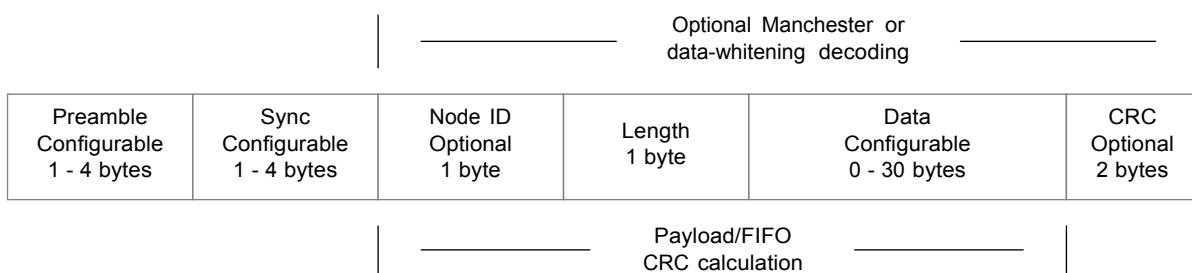 Optional Manchester or
data-whitening decoding
Preamble
Configurable
1 - 4 bytes
Sync
Configurable
1 - 4 bytes
Node ID
Optional
1 byte
Length
1 byte
Data
Configurable
0 - 30 bytes
CRC
Optional
2 bytes
Payload/FIFO
CRC calculation